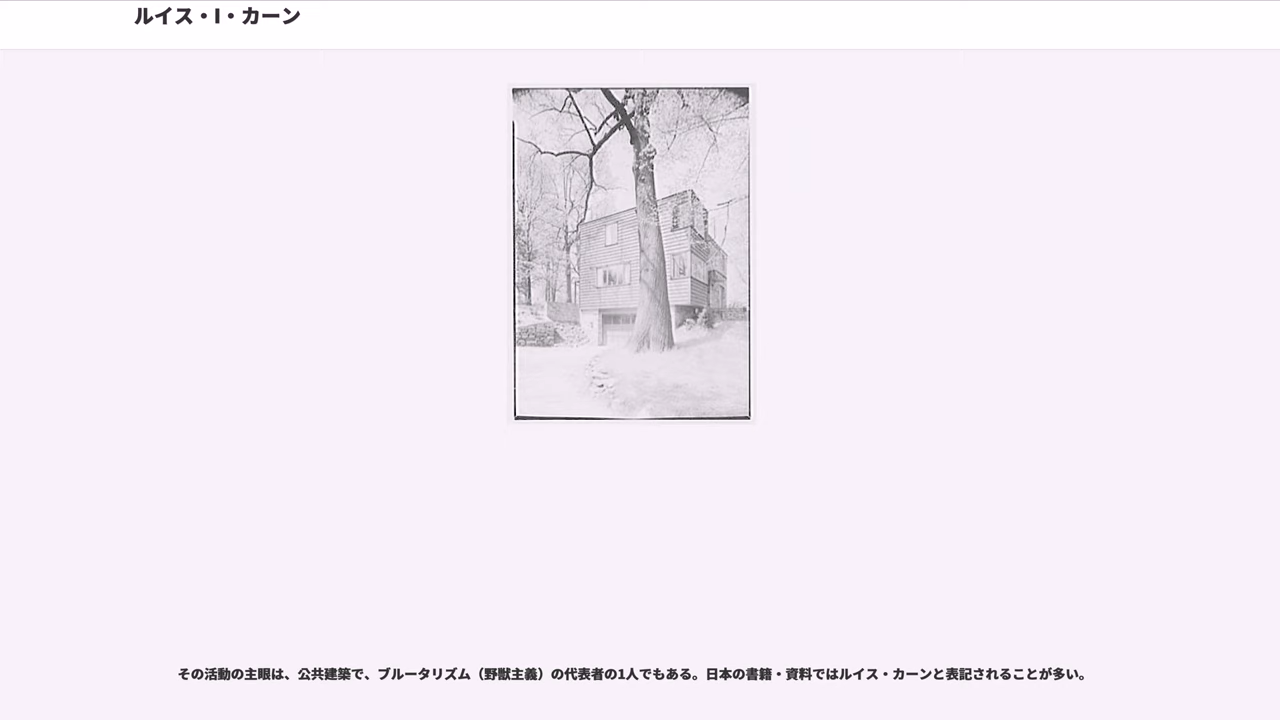 ルイス・I・カーン
その活動の主眼は、公共建築で、ブルータリズム（野獣主義）の代表者の1人でもある。日本の書籍・資料ではルイス・カーンと表記されることが多い。